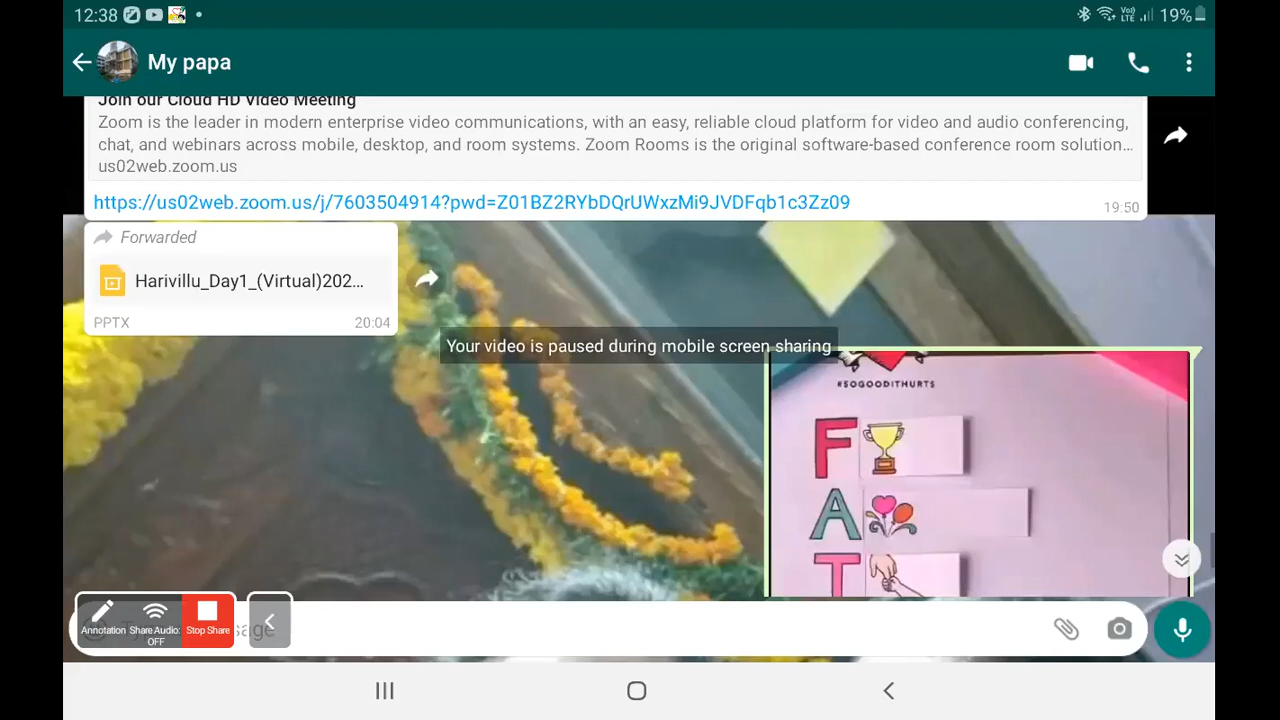 12:38
VoD LTE 19%
My papa
Join our Cloud HD Video Meeting
Zoom is the leader in modern enterprise video communications, with an easy, reliable cloud platform for video and audio conferencing,
chat, and webinars across mobile, desktop, and room systems. Zoom Rooms is the original software-based conference room solution…
us02web.zoom.us
https://us02web.zoom.us/j/7603504914?pwd=Z01BZ2RYbDQrUWxzMi9JVDFqb1c3Zz09
19:50
Forwarded
Harivillu_Day1_(Virtual)202...
PPTX 20:04
Your video is paused during mobile screen sharing
#SOGOODITHURTS
F
A
T
Annotation
Share Audio: OFF
Stop Share